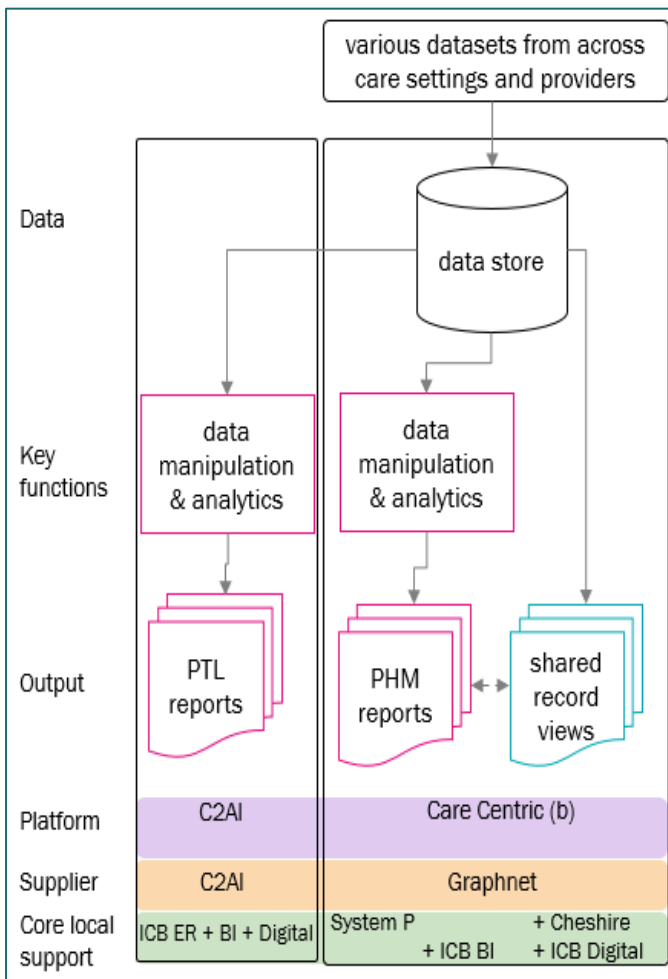 various datasets from across
care settings and providers
Data
data store
Key
functions
data
manipulation
& analytics
data
manipulation
& analytics
Output
PTL
reports
PHM
reports
shared
record
views
Platform
C2AI
Care Centric (b)
Supplier
C2AI
Graphnet
Core local
support
ICB ER + BI + Digital
System P
+ ICB BI
+ Cheshire
+ ICB Digital